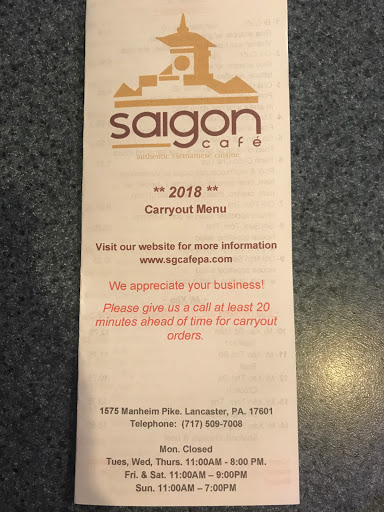 saigon
café
authentic vietnamese cuisine
** 2018 **
Carryout Menu
Visit our website for more information
www.sgcafepa.com
We appreciate your business!
Please give us a call at least 20
minutes ahead of time for carryout
orders.
1575 Manheim Pike. Lancaster, PA. 17601
Telephone: (717) 509-7008
Mon. Closed
Tues, Wed, Thurs. 11:00AM - 8:00 PM.
Fri. & Sat. 11:00AM – 9:00PM
Sun. 11:00AM – 7:00PM